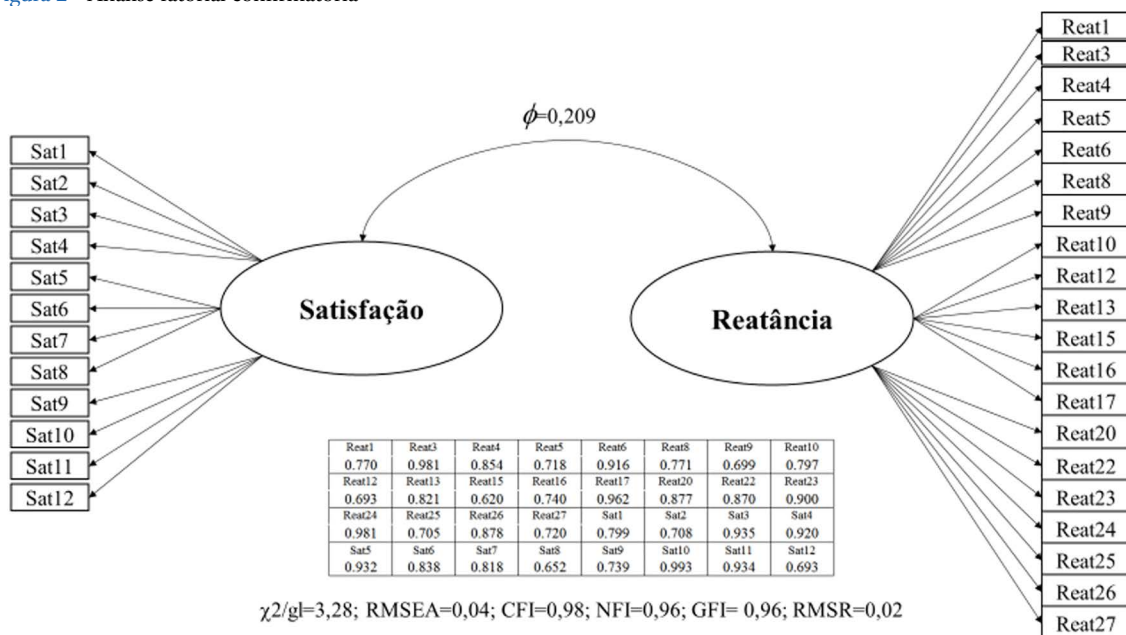 Análise fatorial confirmatória
ϕ=0,209
Sat1
Sat2
Sat3
Sat4
Sat5
Sat6
Sat7
Sat8
Sat9
Sat10
Sat11
Sat12
Satisfação
Reatância
Reat1
Reat3
Reat4
Reat5
Reat6
Reat8
Reat9
Reat10
Reat12
Reat13
Reat15
Reat16
Reat17
Reat20
Reat22
Reat23
Reat24
Reat25
Reat26
Reat27
Reat1 Reat3 Reat4 Reat5 Reat6 Reat8 Reat9 Reat10
0.770 0.981 0.854 0.718 0.916 0.771 0.699 0.797
Reat12 Reat13 Reat15 Reat16 Reat17 Reat20 Reat22 Reat23
0.693 0.821 0.620 0.740 0.962 0.877 0.870 0.900
Reat24 Reat25 Reat26 Reat27 Sat1 Sat2 Sat3 Sat4
0.981 0.705 0.878 0.720 0.799 0.708 0.935 0.920
Sat5 Sat6 Sat7 Sat8 Sat9 Sat10 Sat11 Sat12
0.932 0.838 0.818 0.652 0.739 0.993 0.934 0.693
χ2/gl=3,28; RMSEA=0,04; CFI=0,98; NFI=0,96; GFI= 0,96; RMSR=0,02